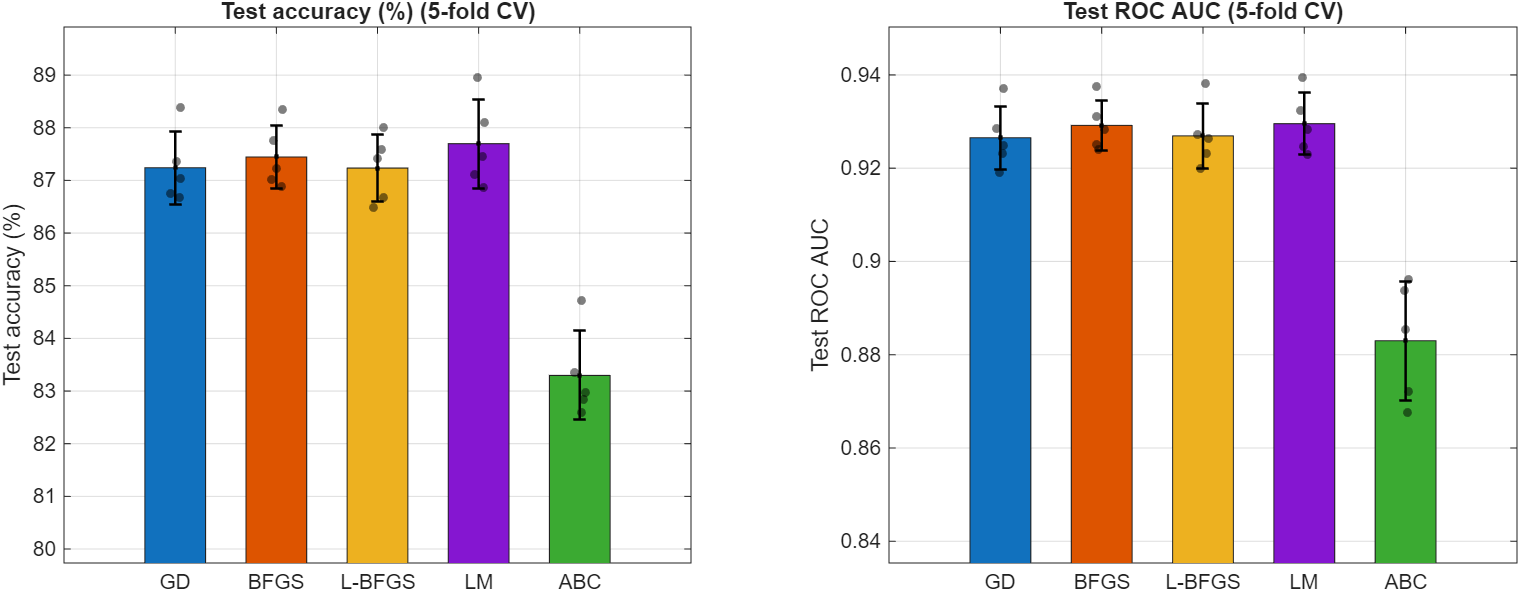 Test accuracy (%) (5-fold CV)
Test accuracy (%)
89
88
87
86
85
84
83
82
81
80
GD BFGS L-BFGS LM ABC
Test ROC AUC (5-fold CV)
Test ROC AUC
0.94
0.92
0.9
0.88
0.86
0.84
GD BFGS L-BFGS LM ABC